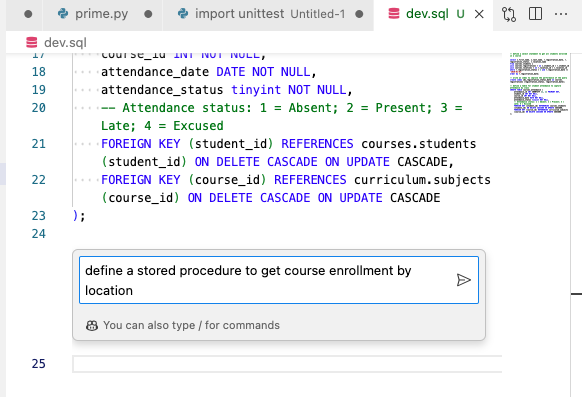 prime.py import unittest Untitled-1 dev.sql U
dev.sql
17 course_id INT NOT NULL,
18 attendance_date DATE NOT NULL,
19 attendance_status tinyint NOT NULL,
20 -- Attendance status: 1 = Absent; 2 = Present; 3 =
Late; 4 = Excused
21 FOREIGN KEY (student_id) REFERENCES courses.students
(student_id) ON DELETE CASCADE ON UPDATE CASCADE,
22 FOREIGN KEY (course_id) REFERENCES curriculum.subjects
(course_id) ON DELETE CASCADE ON UPDATE CASCADE
23 );
24
define a stored procedure to get course enrollment by
location
You can also type / for commands
25